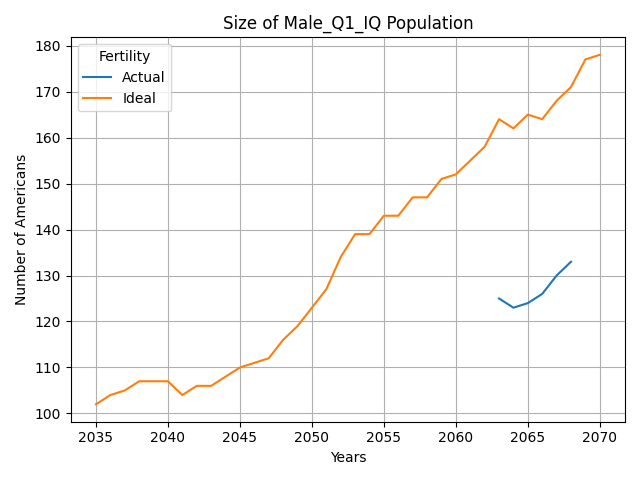 Size of Male_Q1_IQ Population
Fertility
Actual
Ideal
Number of Americans
180
170
160
150
140
130
120
110
100
2035 2040 2045 2050 2055 2060 2065 2070
Years